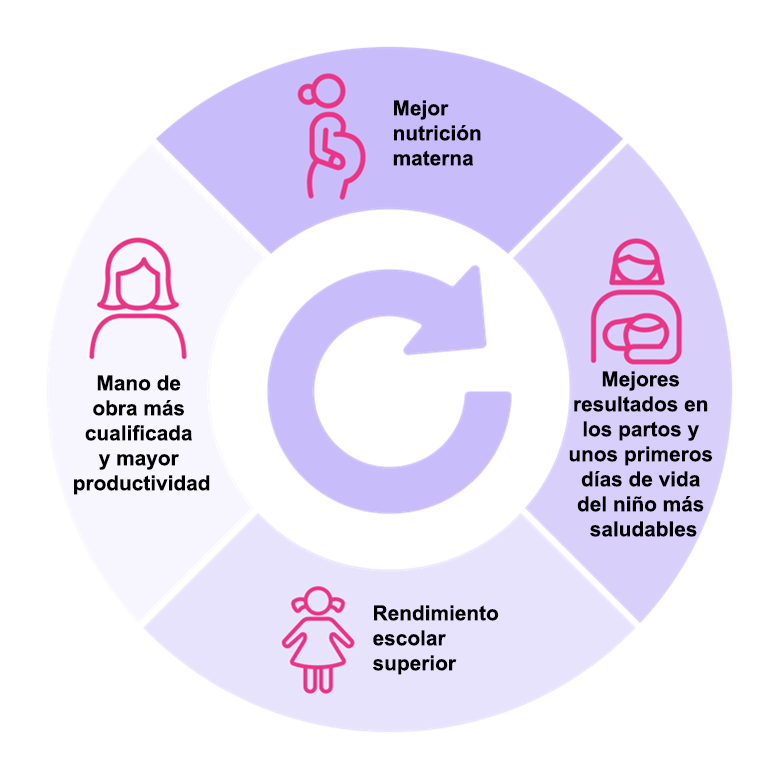 Mejor
nutrición
materna
Mejores
resultados en
los partos y
unos primeros
días de vida
del niño más
saludables
Rendimiento
escolar
superior
Mano de
obra más
cualificada
y mayor
productividad